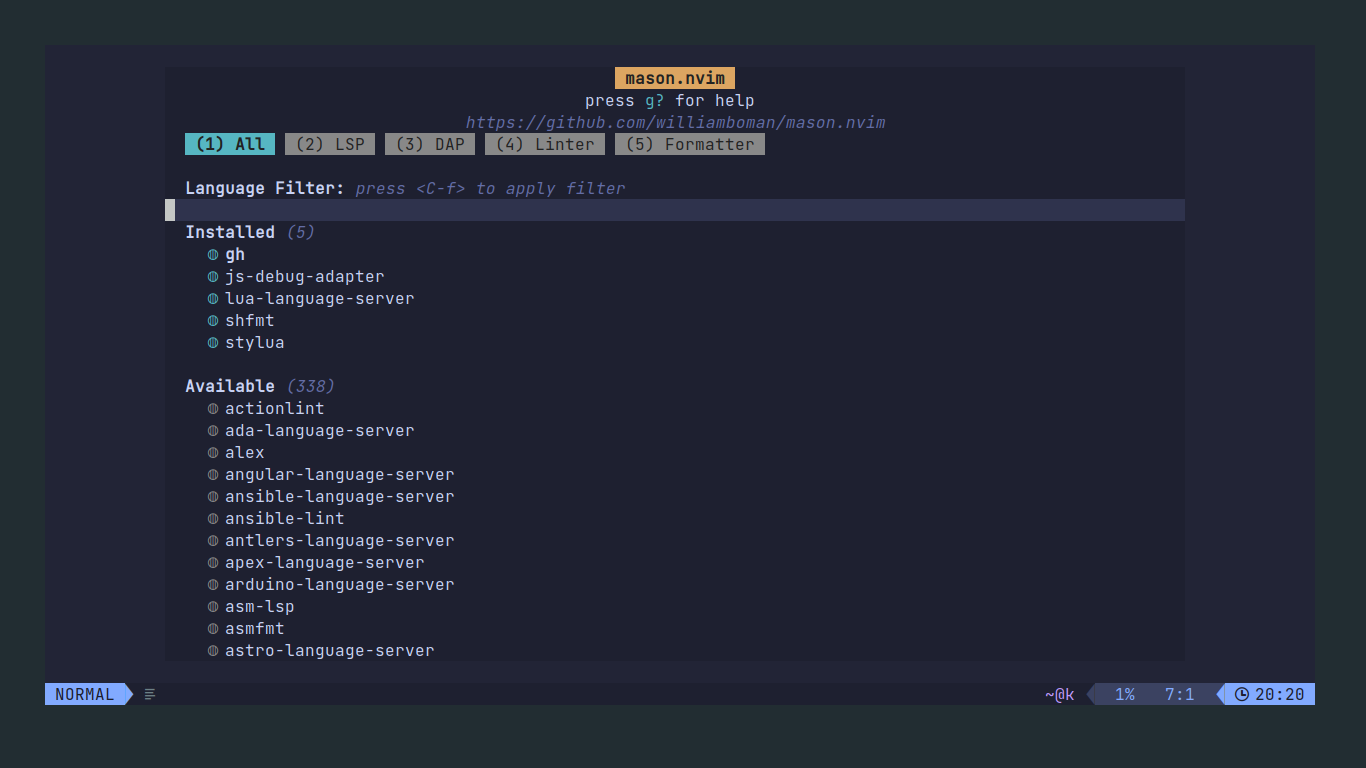 mason.nvim
press g? for help
https://github.com/williamboman/mason.nvim
(1) All (2) LSP (3) DAP (4) Linter (5) Formatter
Language Filter: press <C-f> to apply filter
Installed (5)
gh
js-debug-adapter
lua-language-server
shfmt
stylua
Available (338)
actionlint
ada-language-server
alex
angular-language-server
ansible-language-server
ansible-lint
antlers-language-server
apex-language-server
arduino-language-server
asm-lsp
asmfmt
astro-language-server
NORMAL ~@k 1% 7:1 20:20